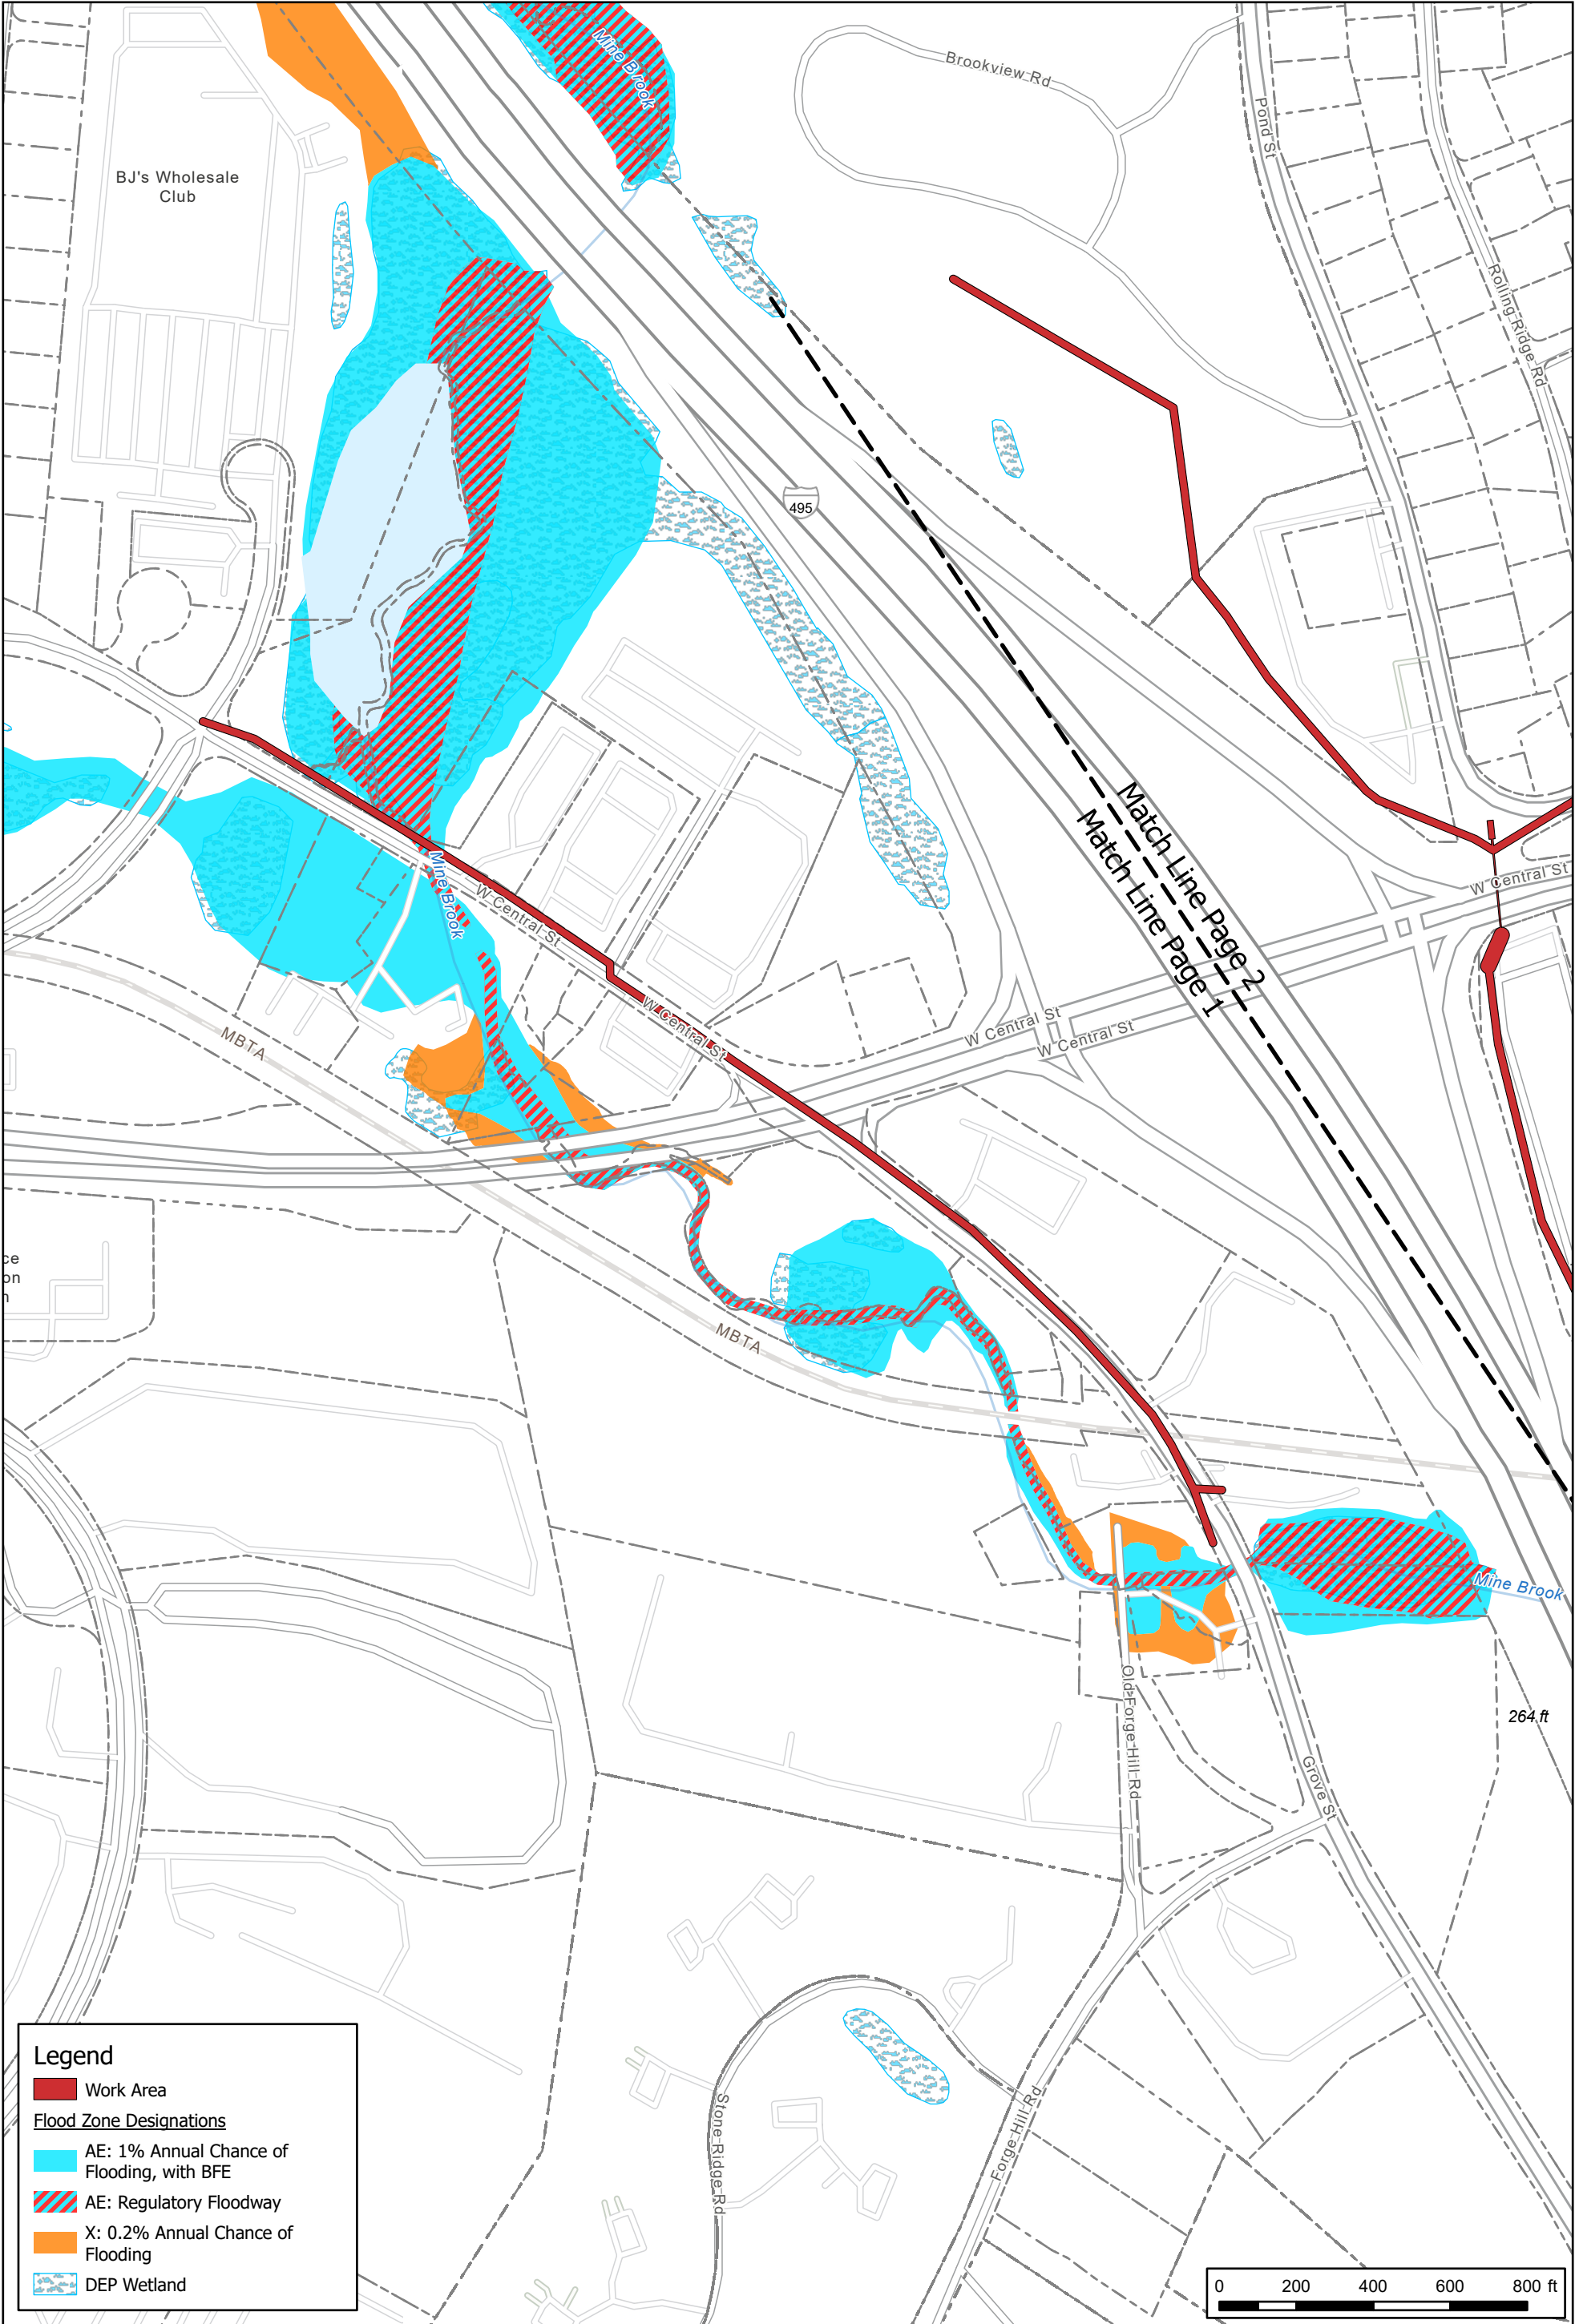 Mine Brook
Brookview Rd
Pond St
BJ's Wholesale
Club
Rolling Ridge Rd
495
Match Line Page 2
Match Line Page 1
W Central St
Mine Brook
W Central St
W Central St
W Central St
W Central St
MBTA
ce
on
n
MBTA
Mine Brook
Old Forge Hill Rd
264 ft
Grove St
Stone Ridge Rd
Forge Hill Rd
Legend
Work Area
Flood Zone Designations
AE: 1% Annual Chance of
Flooding, with BFE
AE: Regulatory Floodway
X: 0.2% Annual Chance of
Flooding
DEP Wetland
0 200 400 600 800 ft